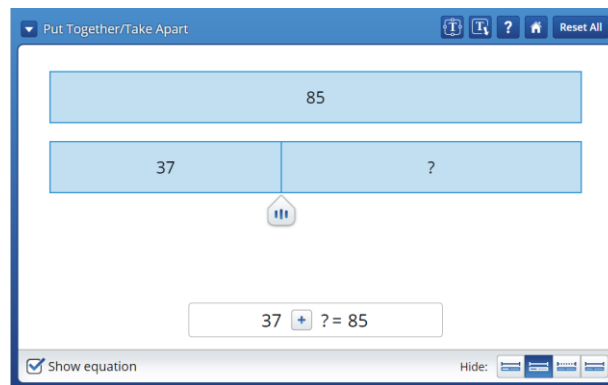 Put Together/Take Apart
? Reset All
85
37 ?
37 + ? = 85
Show equation Hide: